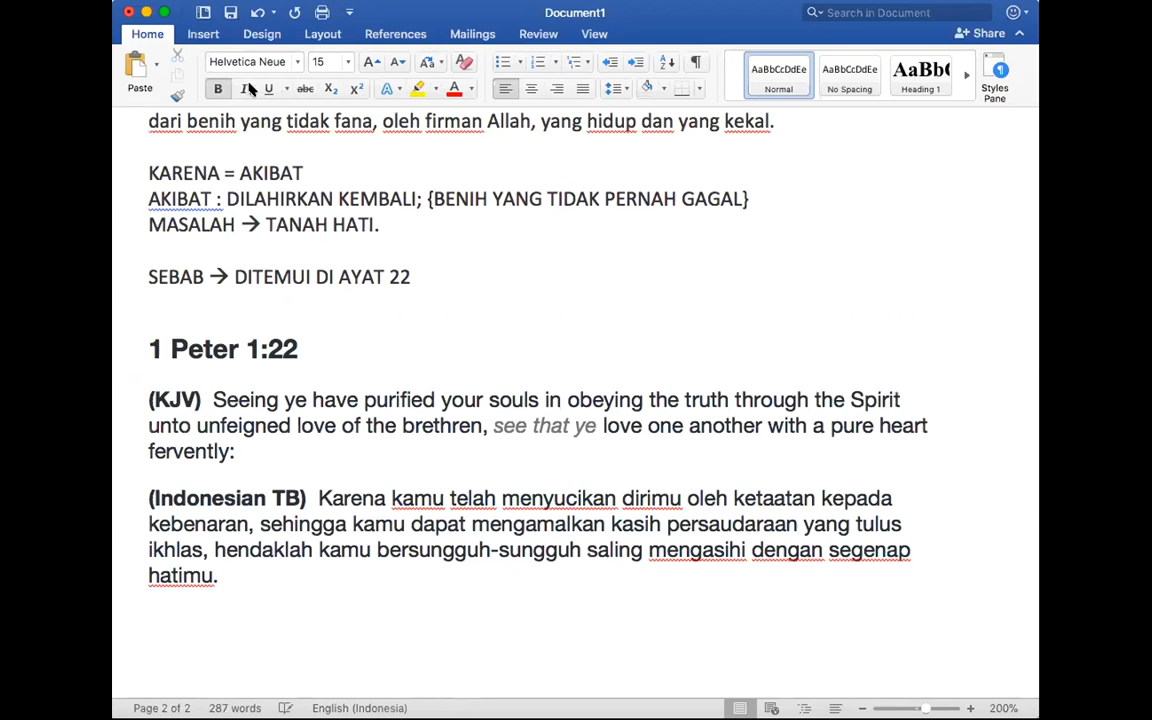 Document1
Search in Document
Home Insert Design Layout References Mailings Review View
Share
Paste
Helvetica Neue 15
B I U abc X₂ X²
AaBbCcDdEe AaBbCcDdEe AaBbC
Normal No Spacing Heading 1
Styles Pane
dari benih yang tidak fana, oleh firman Allah, yang hidup dan yang kekal.
KARENA = AKIBAT
AKIBAT : DILAHIRKAN KEMBALI; {BENIH YANG TIDAK PERNAH GAGAL}
MASALAH → TANAH HATI.
SEBAB → DITEMUI DI AYAT 22
1 Peter 1:22
(KJV) Seeing ye have purified your souls in obeying the truth through the Spirit
unto unfeigned love of the brethren, see that ye love one another with a pure heart
fervently:
(Indonesian TB) Karena kamu telah menyucikan dirimu oleh ketaatan kepada
kebenaran, sehingga kamu dapat mengamalkan kasih persaudaraan yang tulus
ikhlas, hendaklah kamu bersungguh-sungguh saling mengasihi dengan segenap
hatimu.
Page 2 of 2 287 words English (Indonesia) 200%